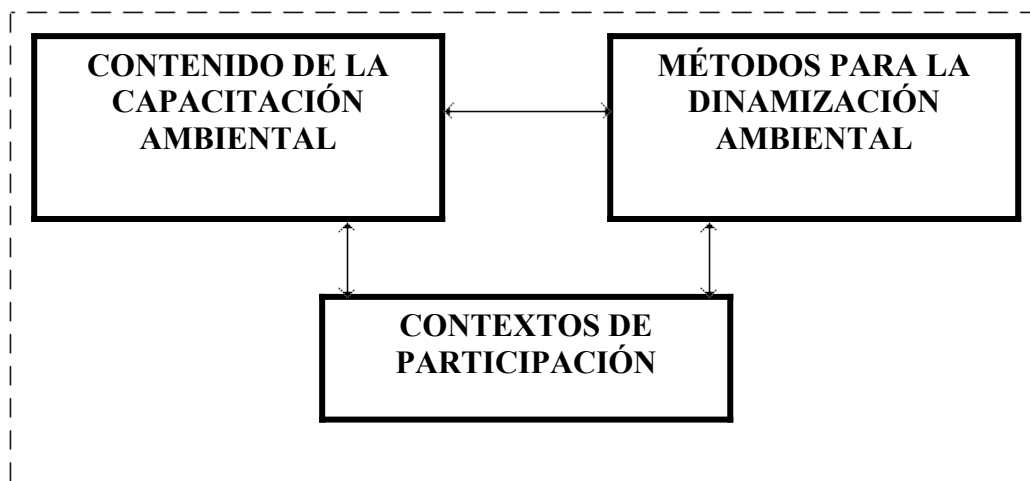 CONTENIDO DE LA
CAPACITACIÓN
AMBIENTAL
MÉTODOS PARA LA
DINAMIZACIÓN
AMBIENTAL
CONTEXTOS DE
PARTICIPACIÓN